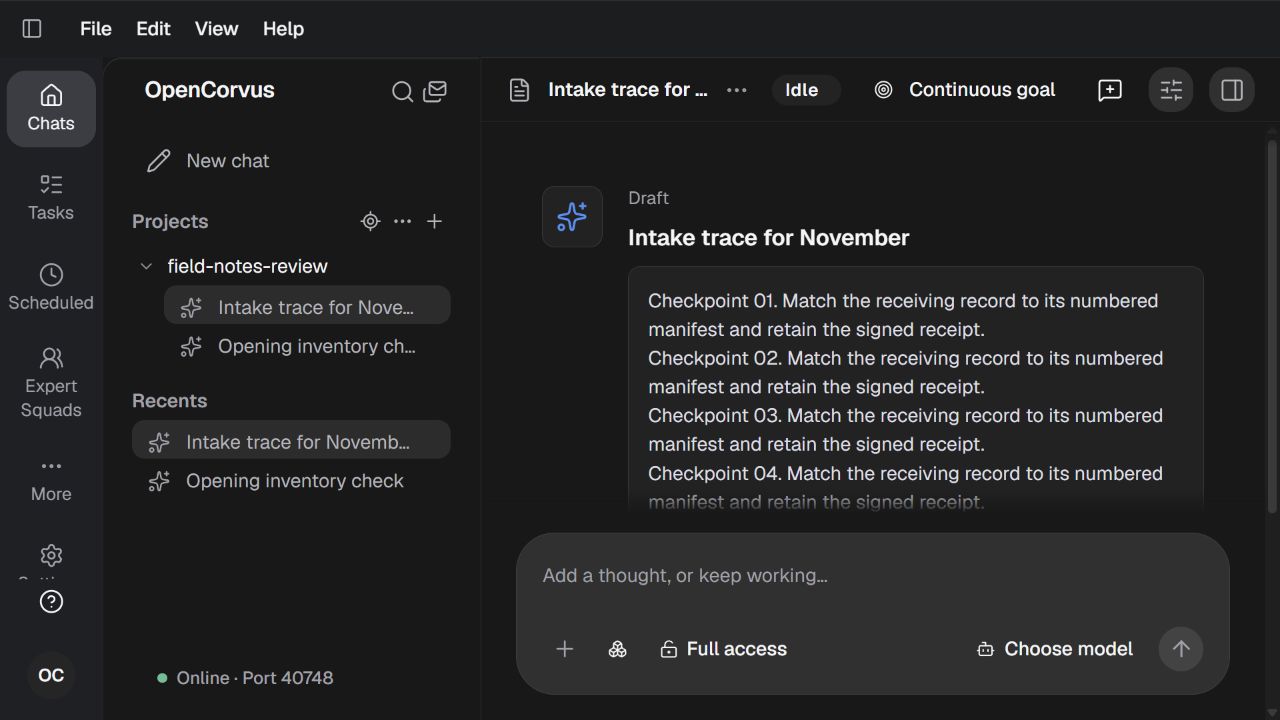 File Edit View Help
Chats
Tasks
Scheduled
Expert
Squads
More
OC
OpenCorvus
New chat
Projects
field-notes-review
Intake trace for Nove...
Opening inventory ch...
Recents
Intake trace for Novemb...
Opening inventory check
Online · Port 40748
Intake trace for ...
Idle
Continuous goal
Draft
Intake trace for November
Checkpoint 01. Match the receiving record to its numbered
manifest and retain the signed receipt.
Checkpoint 02. Match the receiving record to its numbered
manifest and retain the signed receipt.
Checkpoint 03. Match the receiving record to its numbered
manifest and retain the signed receipt.
Checkpoint 04. Match the receiving record to its numbered
manifest and retain the signed receipt.
Add a thought, or keep working...
Full access
Choose model